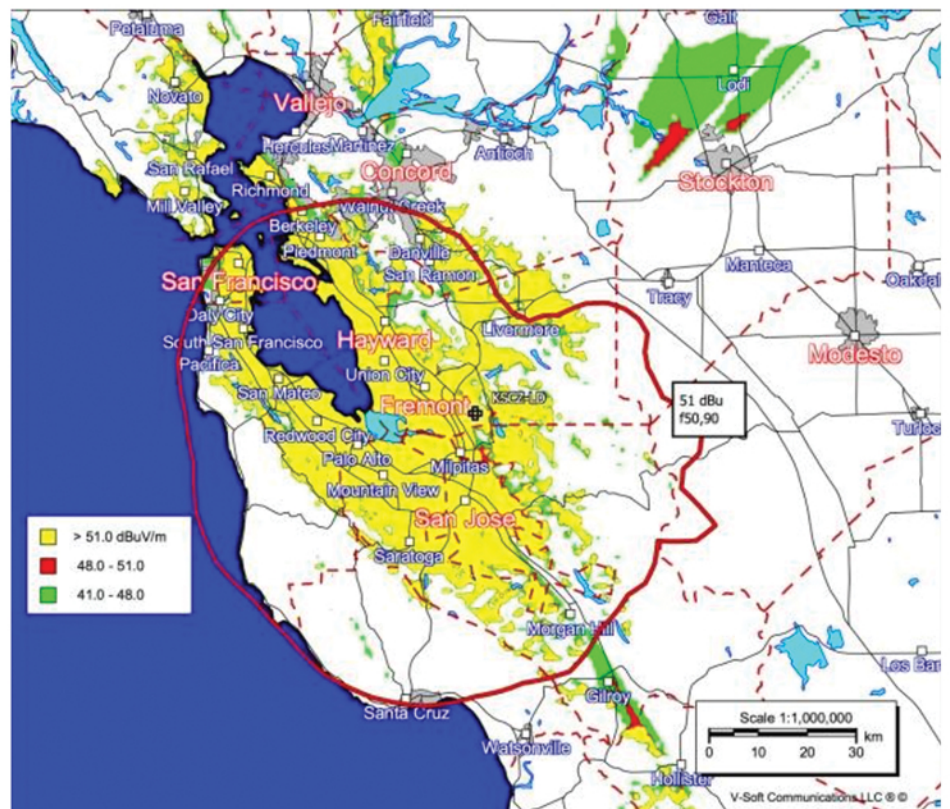 Petaluma
Fairfield
Galt
Novato
Vallejo
Lodi
Hercules
Martinez
Antioch
San Rafael
Concord
Stockton
Richmond
Mill Valley
Walnut Creek
Berkeley
Piedmont
Danville
San Ramon
Manteca
Oakdal
San Francisco
Tracy
Daly City
Livermore
South San Francisco
Hayward
Modesto
Pacifica
Union City
San Mateo
Fremont
KSCZ-LD
51 dBu
f50,90
Redwood City
Turloc
Palo Alto
Milpitas
Mountain View
San Jose
> 51.0 dBuV/m
48.0 - 51.0
41.0 - 48.0
Saratoga
Morgan Hill
Los Ban
Gilroy
Santa Cruz
Scale 1:1,000,000
0 10 20 30 km
Watsonville
Hollister
V-Soft Communications LLC ® ©